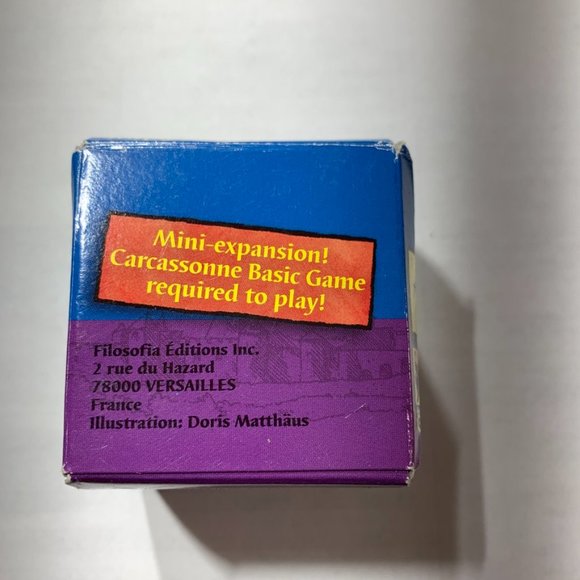 Mini-expansion!
Carcassonne Basic Game
required to play!
Filosofia Éditions Inc.
2 rue du Hazard
78000 VERSAILLES
France
Illustration: Doris Matthäus